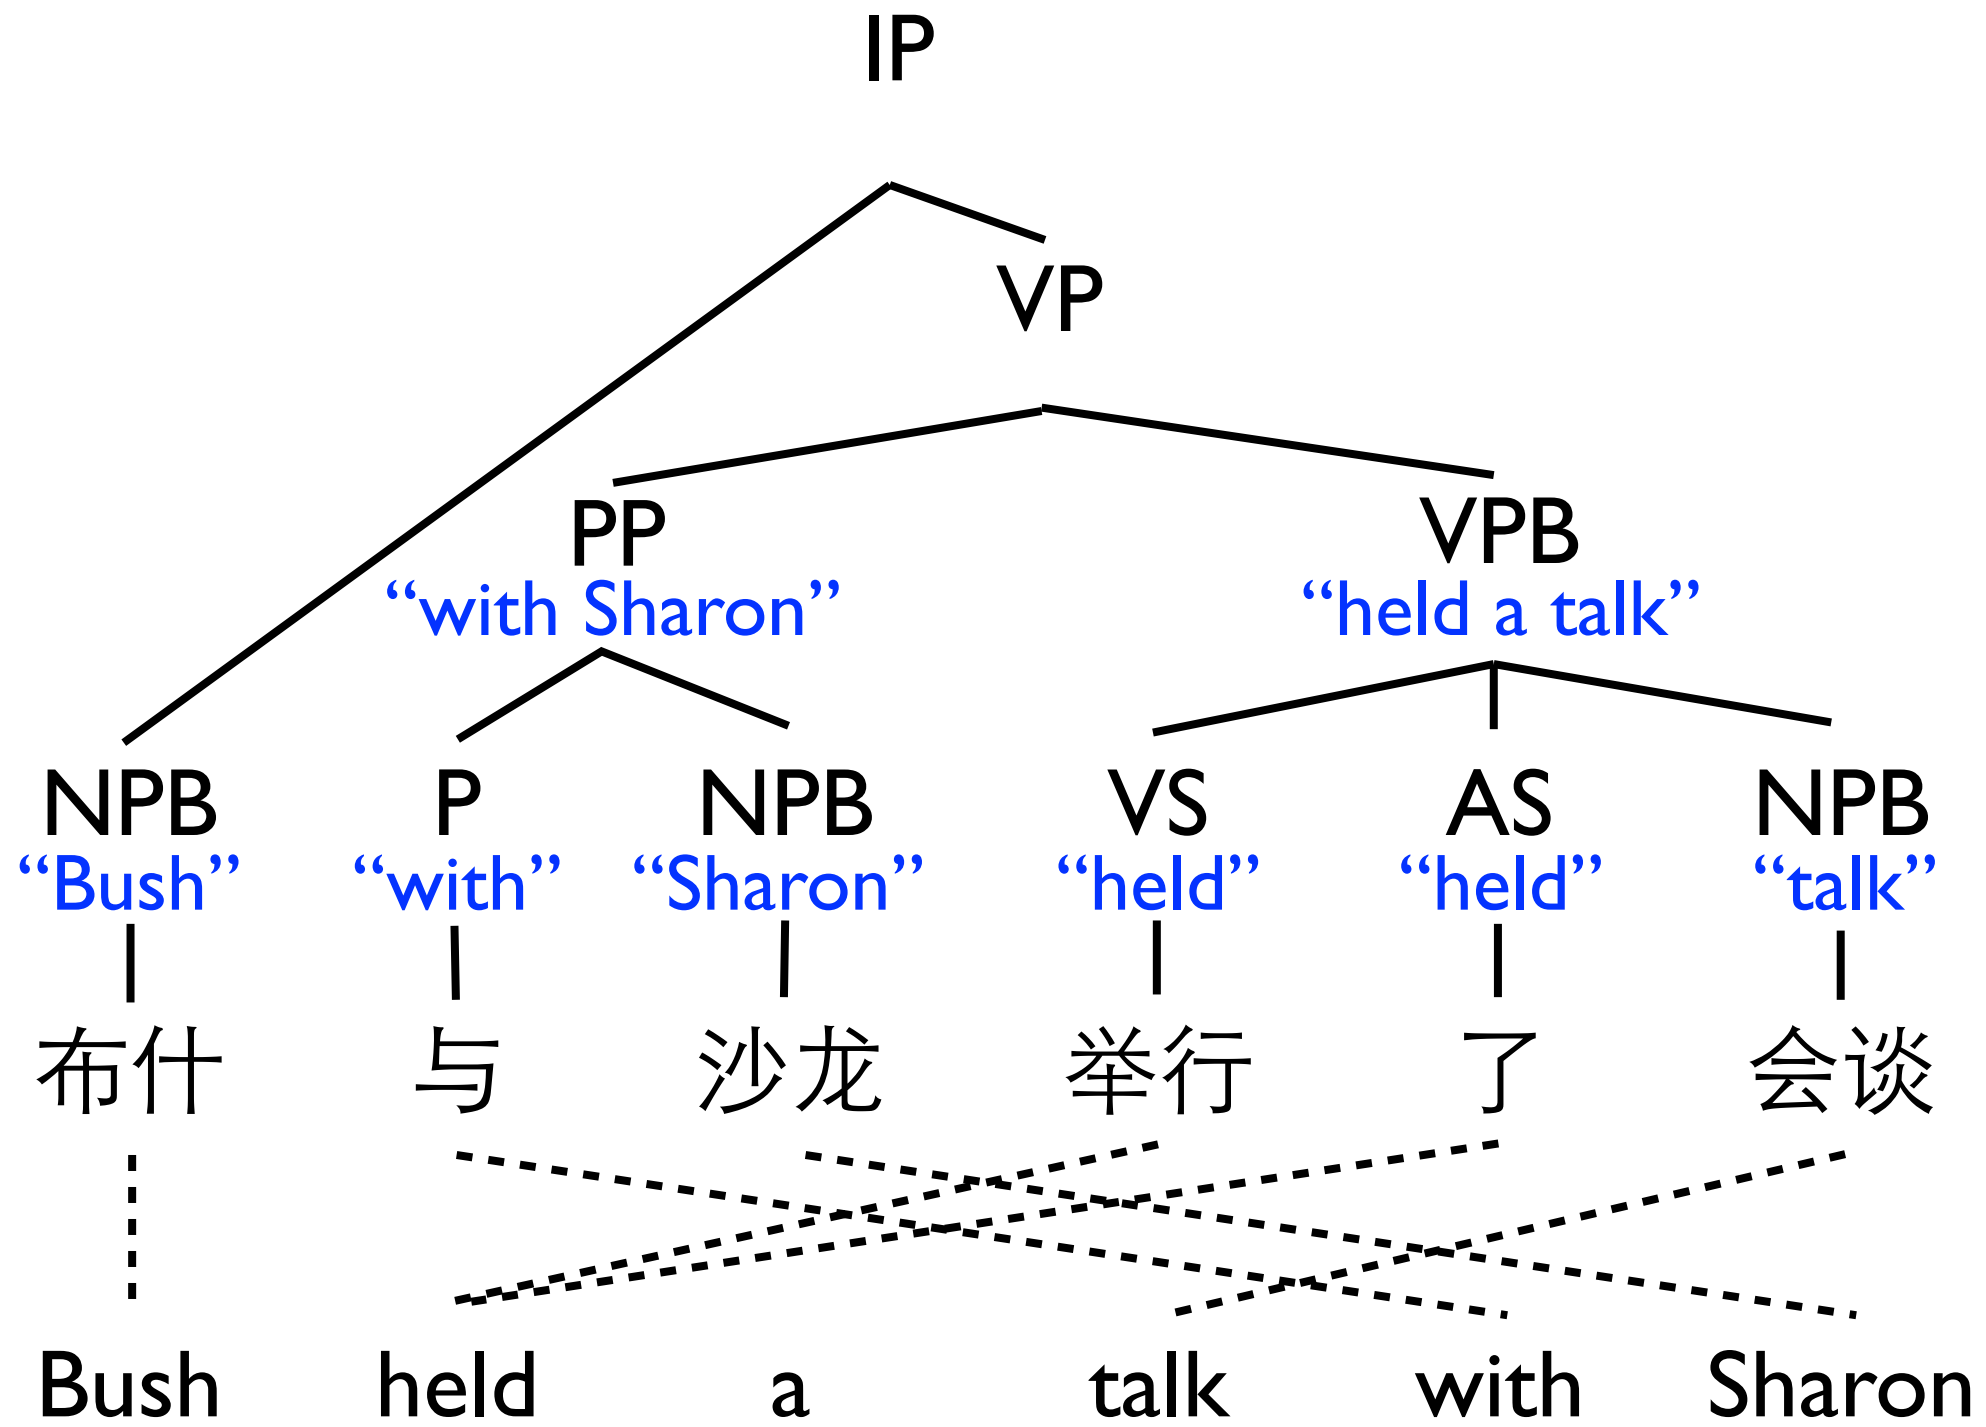 IP
VP
PP VPB
“with Sharon” “held a talk”
NPB P NPB VS AS NPB
“Bush” “with” “Sharon” “held” “held” “talk”
布什 与 沙龙 举行 了 会谈
Bush held a talk with Sharon